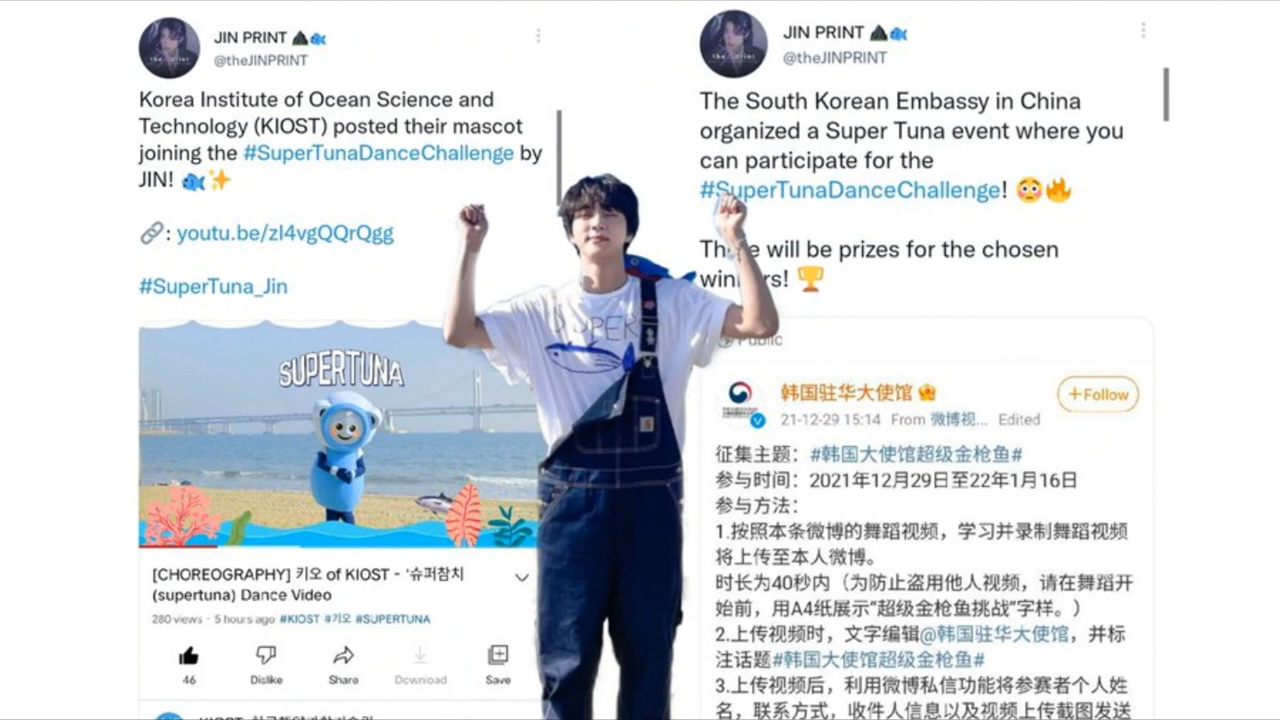 JIN PRINT
@theJINPRINT
Korea Institute of Ocean Science and
Technology (KIOST) posted their mascot
joining the #SuperTunaDanceChallenge by
JIN! 🐟✨
🔗: youtu.be/zI4vgQQrQgg
#SuperTuna_Jin
SUPERTUNA
[CHOREOGRAPHY] 키오 of KIOST - '슈퍼참치
(supertuna) Dance Video
280 views · 5 hours ago #KIOST #키오 #SUPERTUNA
46 Dislike Share Download Save
SUPER
JIN PRINT
@theJINPRINT
The South Korean Embassy in China
organized a Super Tuna event where you
can participate for the
#SuperTunaDanceChallenge! 😳🔥
There will be prizes for the chosen
winners! 🏆
Public
韩国驻华大使馆
+Follow
21-12-29 15:14 From 微博视... Edited
征集主题：#韩国大使馆超级金枪鱼#
参与时间：2021年12月29日至22年1月16日
参与方法：
1.按照本条微博的舞蹈视频，学习并录制舞蹈视频
将上传至本人微博。
时长为40秒内（为防止盗用他人视频，请在舞蹈开
始前，用A4纸展示“超级金枪鱼挑战”字样。）
2.上传视频时，文字编辑@韩国驻华大使馆，并标
注话题#韩国大使馆超级金枪鱼#
3.上传视频后，利用微博私信功能将参赛者个人姓
名，联系方式，收件人信息以及视频上传截图发送